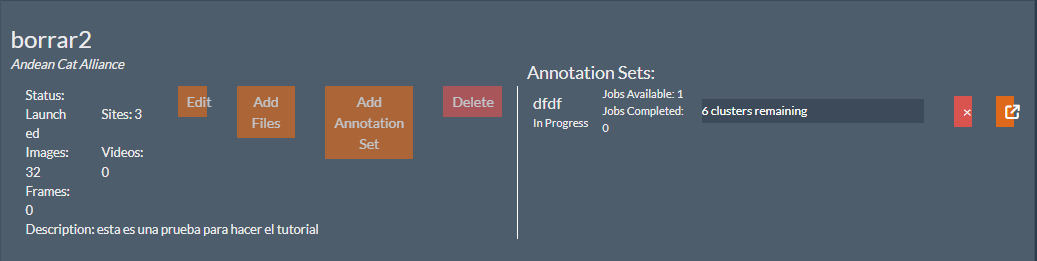 borrar2
Andean Cat Alliance
Status:
Launch
ed
Sites: 3
Images:
32
Videos:
0
Frames:
0
Description: esta es una prueba para hacer el tutorial
Edit
Add
Files
Add
Annotation
Set
Delete
Annotation Sets:
dfdf
In Progress
Jobs Available: 1
Jobs Completed:
0
6 clusters remaining
×